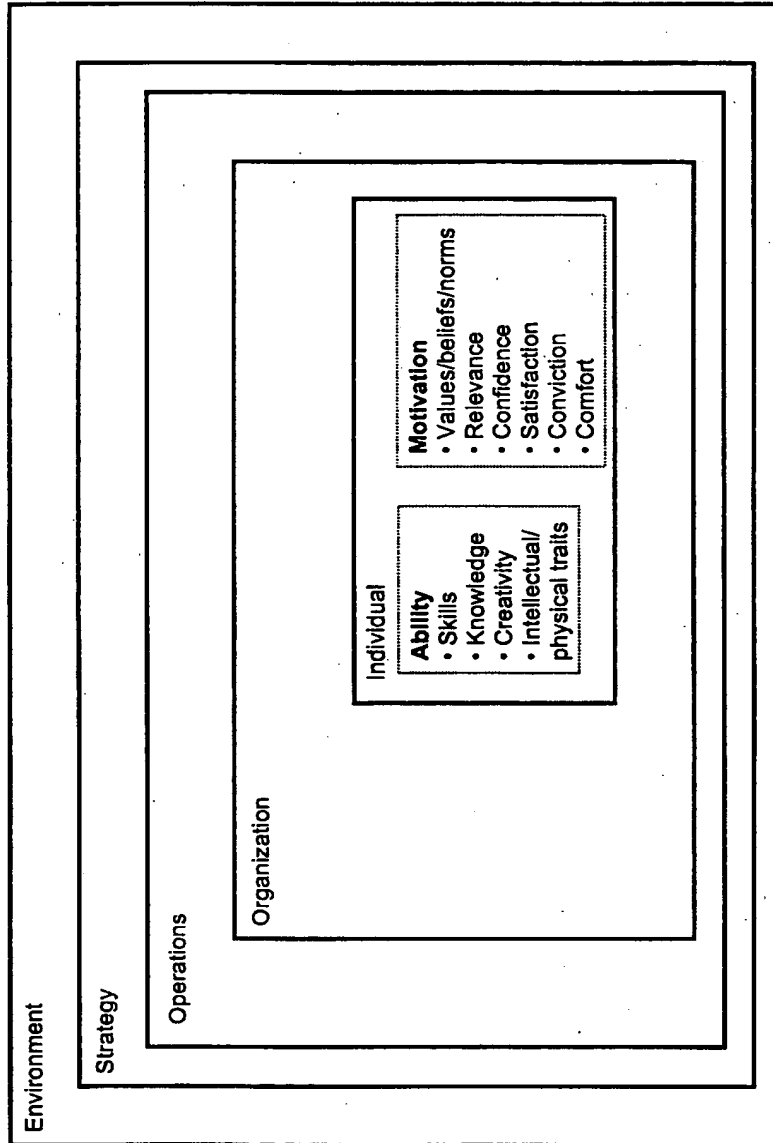 Environment
Strategy
Operations
Organization
Individual
Ability
• Skills
• Knowledge
• Creativity
• Intellectual/
physical traits
Motivation
• Values/beliefs/norms
• Relevance
• Confidence
• Satisfaction
• Conviction
• Comfort